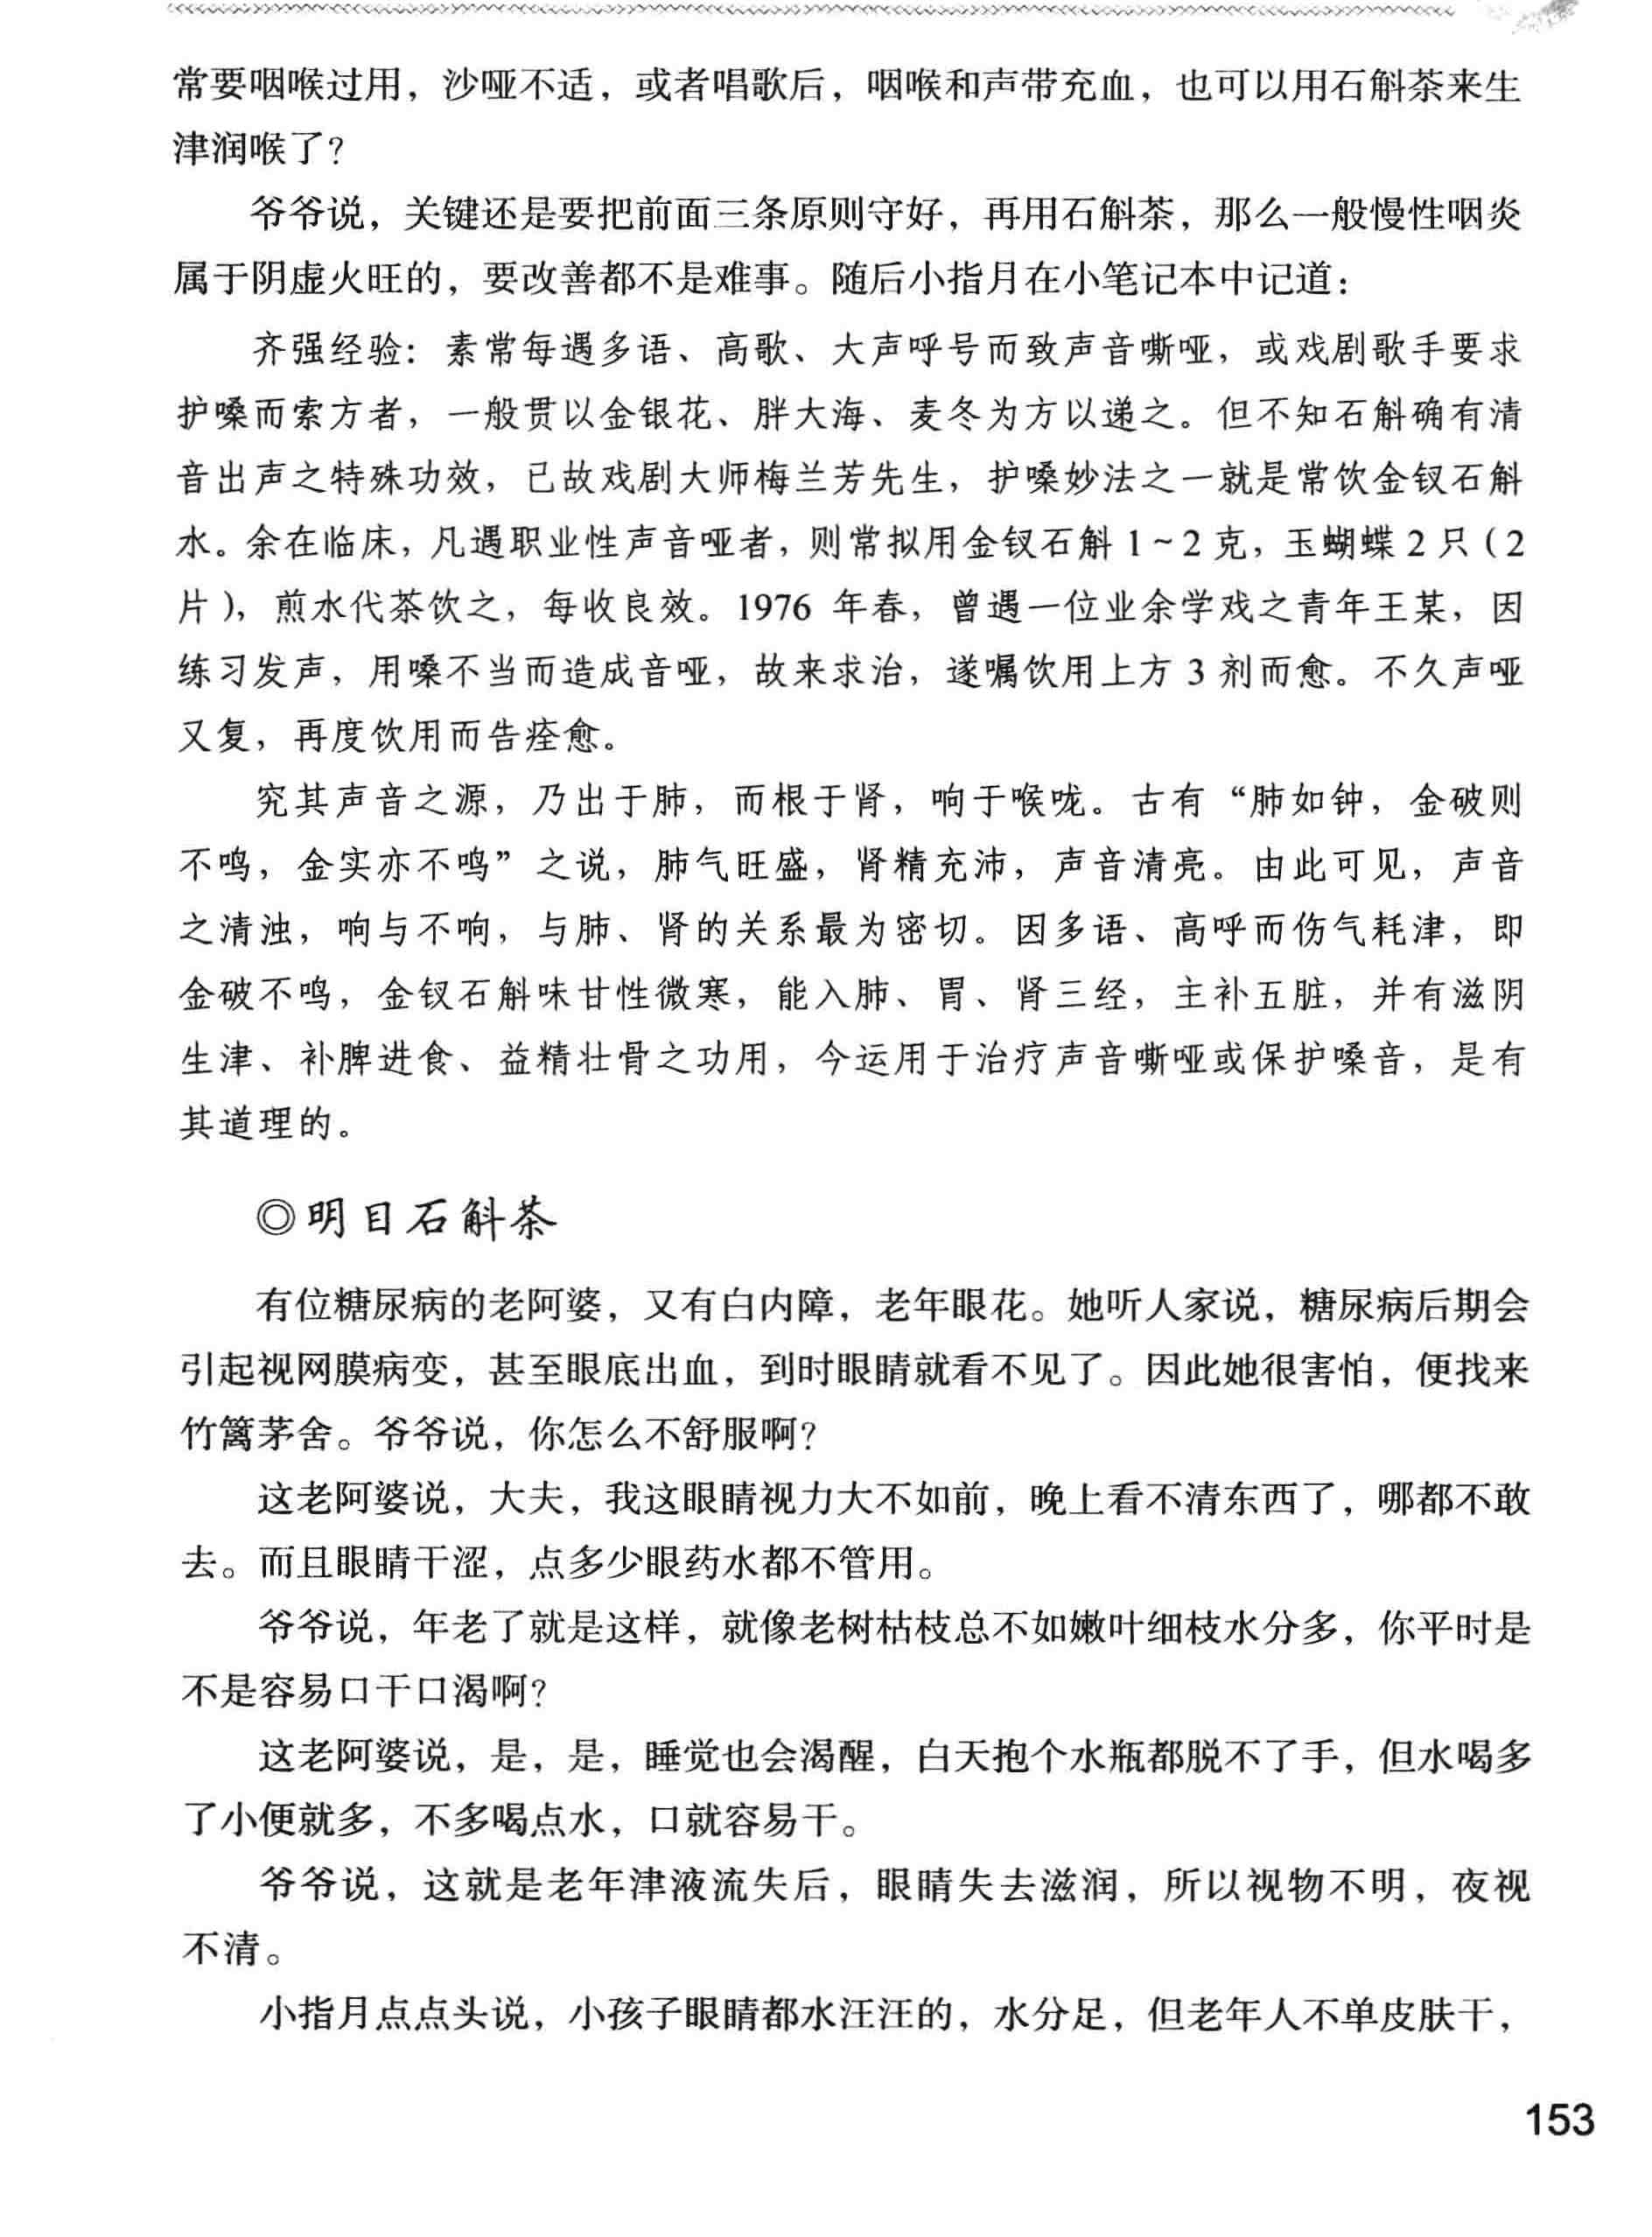 常要咽喉过用，沙哑不适，或者唱歌后，咽喉和声带充血，也可以用石斛茶来生
津润喉了？
爷爷说，关键还是要把前面三条原则守好，再用石斛茶，那么一般慢性咽炎
属于阴虚火旺的，要改善都不是难事。随后小指月在小笔记本中记道：
齐强经验：素常每遇多语、高歌、大声呼号而致声音嘶哑，或戏剧歌手要求
护嗓而索方者，一般贯以金银花、胖大海、麦冬为方以递之。但不知石斛确有清
音出声之特殊功效，已故戏剧大师梅兰芳先生，护嗓妙法之一就是常饮金钗石斛
水。余在临床，凡遇职业性声音哑者，则常拟用金钗石斛1～2克，玉蝴蝶2只（2
片），煎水代茶饮之，每收良效。1976 年春，曾遇一位业余学戏之青年王某，因
练习发声，用嗓不当而造成音哑，故来求治，遂嘱饮用上方3剂而愈。不久声哑
又复，再度饮用而告痊愈。
究其声音之源，乃出于肺，而根于肾，响于喉咙。古有“肺如钟，金破则
不鸣，金实亦不鸣”之说，肺气旺盛，肾精充沛，声音清亮。由此可见，声音
之清浊，响与不响，与肺、肾的关系最为密切。因多语、高呼而伤气耗津，即
金破不鸣，金钗石斛味甘性微寒，能入肺、胃、肾三经，主补五脏，并有滋阴
生津、补脾进食、益精壮骨之功用，今运用于治疗声音嘶哑或保护嗓音，是有
其道理的。
◎明目石斛茶
有位糖尿病的老阿婆，又有白内障，老年眼花。她听人家说，糖尿病后期会
引起视网膜病变，甚至眼底出血，到时眼睛就看不见了。因此她很害怕，便找来
竹篱茅舍。爷爷说，你怎么不舒服啊？
这老阿婆说，大夫，我这眼睛视力大不如前，晚上看不清东西了，哪都不敢
去。而且眼睛干涩，点多少眼药水都不管用。
爷爷说，年老了就是这样，就像老树枯枝总不如嫩叶细枝水分多，你平时是
不是容易口干口渴啊？
这老阿婆说，是，是，睡觉也会渴醒，白天抱个水瓶都脱不了手，但水喝多
了小便就多，不多喝点水，口就容易干。
爷爷说，这就是老年津液流失后，眼睛失去滋润，所以视物不明，夜视
不清。
小指月点点头说，小孩子眼睛都水汪汪的，水分足，但老年人不单皮肤干，
153